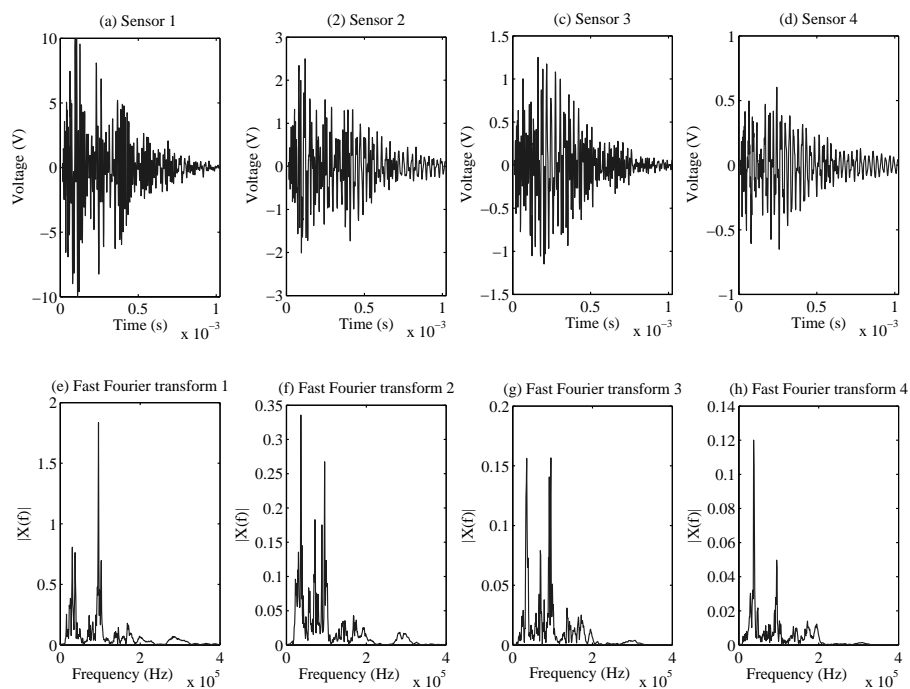 (a) Sensor 1
(2) Sensor 2
(c) Sensor 3
(d) Sensor 4
10
5
0
−5
−10
Voltage (V)
0
0.5
1
Time (s)
x 10⁻³
3
2
1
0
−1
−2
−3
Voltage (V)
0
0.5
1
Time (s)
x 10⁻³
1.5
1
0.5
0
−0.5
−1
−1.5
Voltage (V)
0
0.5
1
Time (s)
x 10⁻³
1
0.5
0
−0.5
−1
Voltage (V)
0
0.5
1
Time (s)
x 10⁻³
(e) Fast Fourier transform 1
(f) Fast Fourier transform 2
(g) Fast Fourier transform 3
(h) Fast Fourier transform 4
2
1.5
1
0.5
0
|X(f)|
0
2
4
Frequency (Hz)
x 10⁵
0.35
0.3
0.25
0.2
0.15
0.1
0.05
0
|X(f)|
0
2
4
Frequency (Hz)
x 10⁵
0.2
0.15
0.1
0.05
0
|X(f)|
0
2
4
Frequency (Hz)
x 10⁵
0.14
0.12
0.1
0.08
0.06
0.04
0.02
0
|X(f)|
0
2
4
Frequency (Hz)
x 10⁵